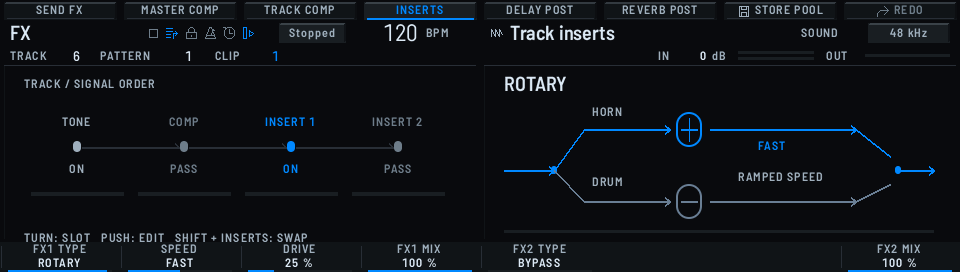 SEND FX MASTER COMP TRACK COMP INSERTS DELAY POST REVERB POST STORE POOL REDO
FX Stopped 120 BPM Track inserts SOUND 48 kHz
TRACK 6 PATTERN 1 CLIP 1 IN 0 dB OUT
TRACK / SIGNAL ORDER
ROTARY
TONE COMP INSERT 1 INSERT 2
ON PASS ON PASS
HORN
FAST
DRUM
RAMPED SPEED
TURN: SLOT PUSH: EDIT SHIFT + INSERTS: SWAP
FX1 TYPE SPEED DRIVE FX1 MIX FX2 TYPE FX2 MIX
ROTARY FAST 25 % 100 % BYPASS 100 %